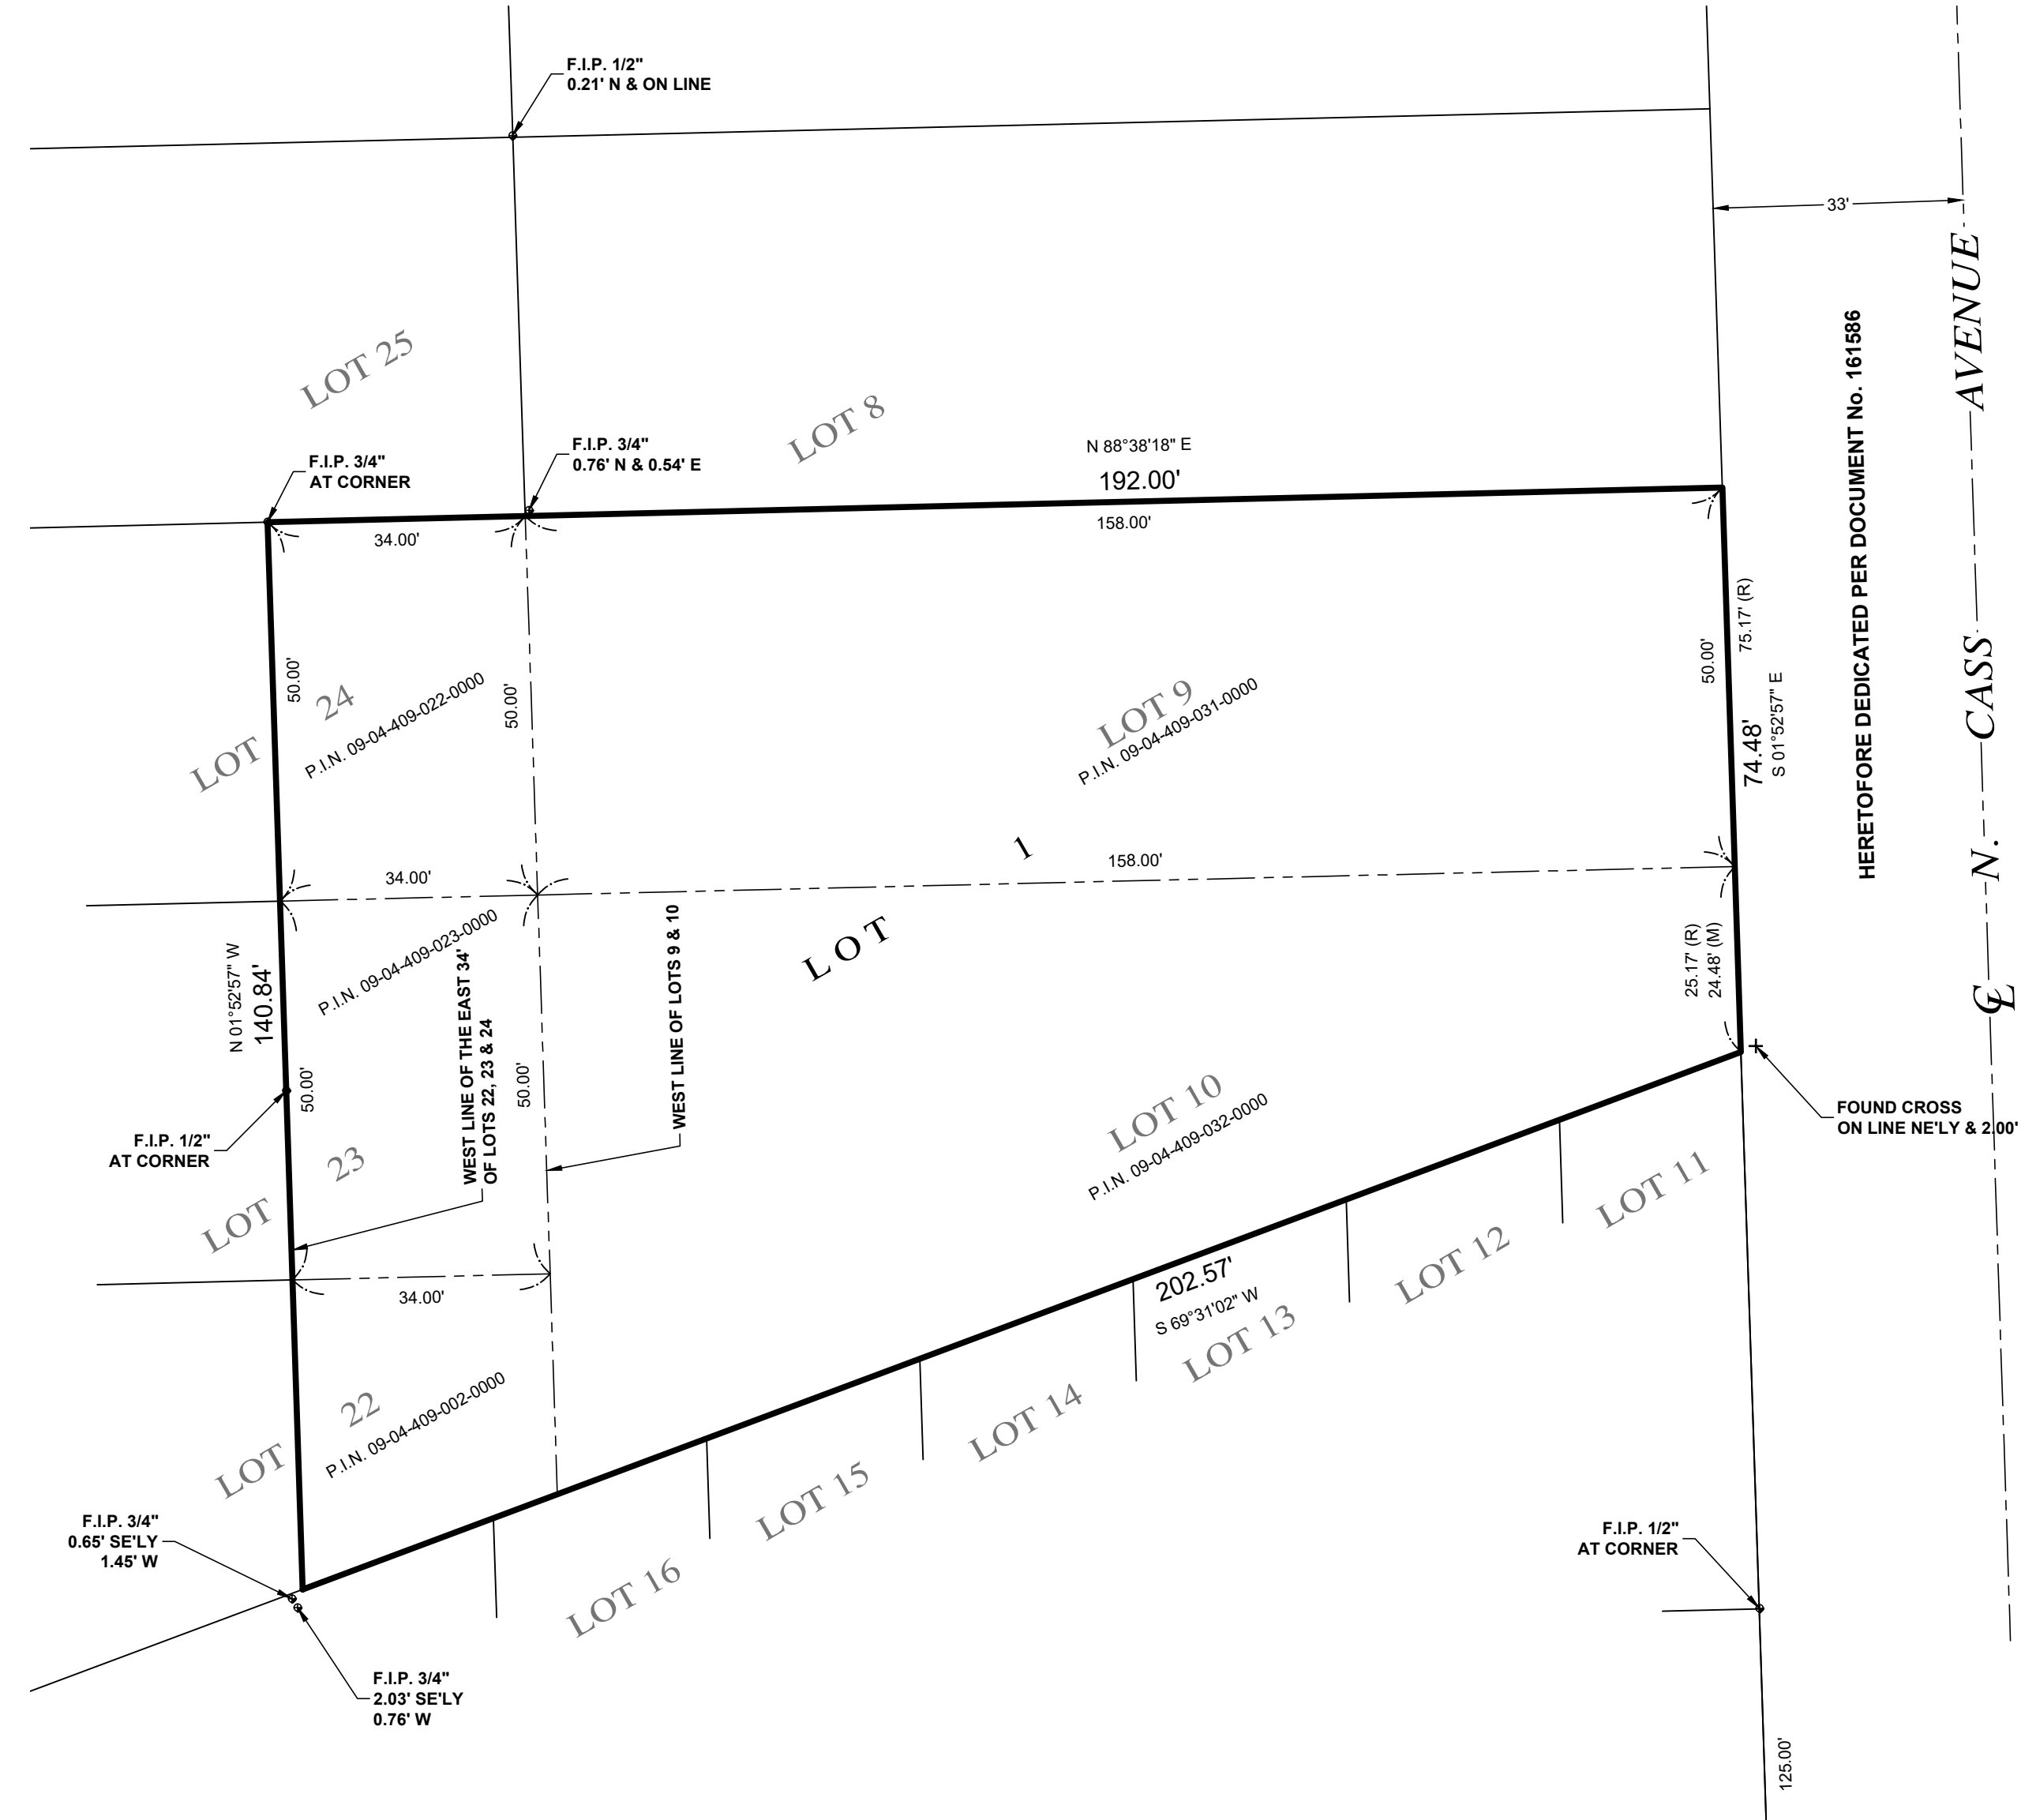 F.I.P. 1/2"
0.21' N & ON LINE
33'
AVENUE
HERETOFORE DEDICATED PER DOCUMENT No. 161586
LOT 25
LOT 8
F.I.P. 3/4"
AT CORNER
F.I.P. 3/4"
0.76' N & 0.54' E
N 88°38'18" E
192.00'
34.00'
158.00'
75.17' (R)
50.00'
50.00'
50.00'
LOT 24
P.I.N. 09-04-409-022-0000
LOT 9
P.I.N. 09-04-409-031-0000
74.48'
S 01°52'57" E
CASS
N.
1
34.00'
158.00'
LOT
P.I.N. 09-04-409-023-0000
WEST LINE OF THE EAST 34'
OF LOTS 22, 23 & 24
WEST LINE OF LOTS 9 & 10
N 01°52'57" W
140.84'
25.17' (R)
24.48' (M)
℄
50.00'
50.00'
F.I.P. 1/2"
AT CORNER
LOT 10
P.I.N. 09-04-409-032-0000
FOUND CROSS
ON LINE NE'LY & 2.00'
LOT 23
LOT 11
LOT 12
202.57'
S 69°31'02" W
LOT 13
34.00'
LOT 22
P.I.N. 09-04-409-002-0000
LOT 14
LOT 15
LOT 16
F.I.P. 3/4"
0.65' SE'LY
1.45' W
F.I.P. 1/2"
AT CORNER
F.I.P. 3/4"
2.03' SE'LY
0.76' W
125.00'